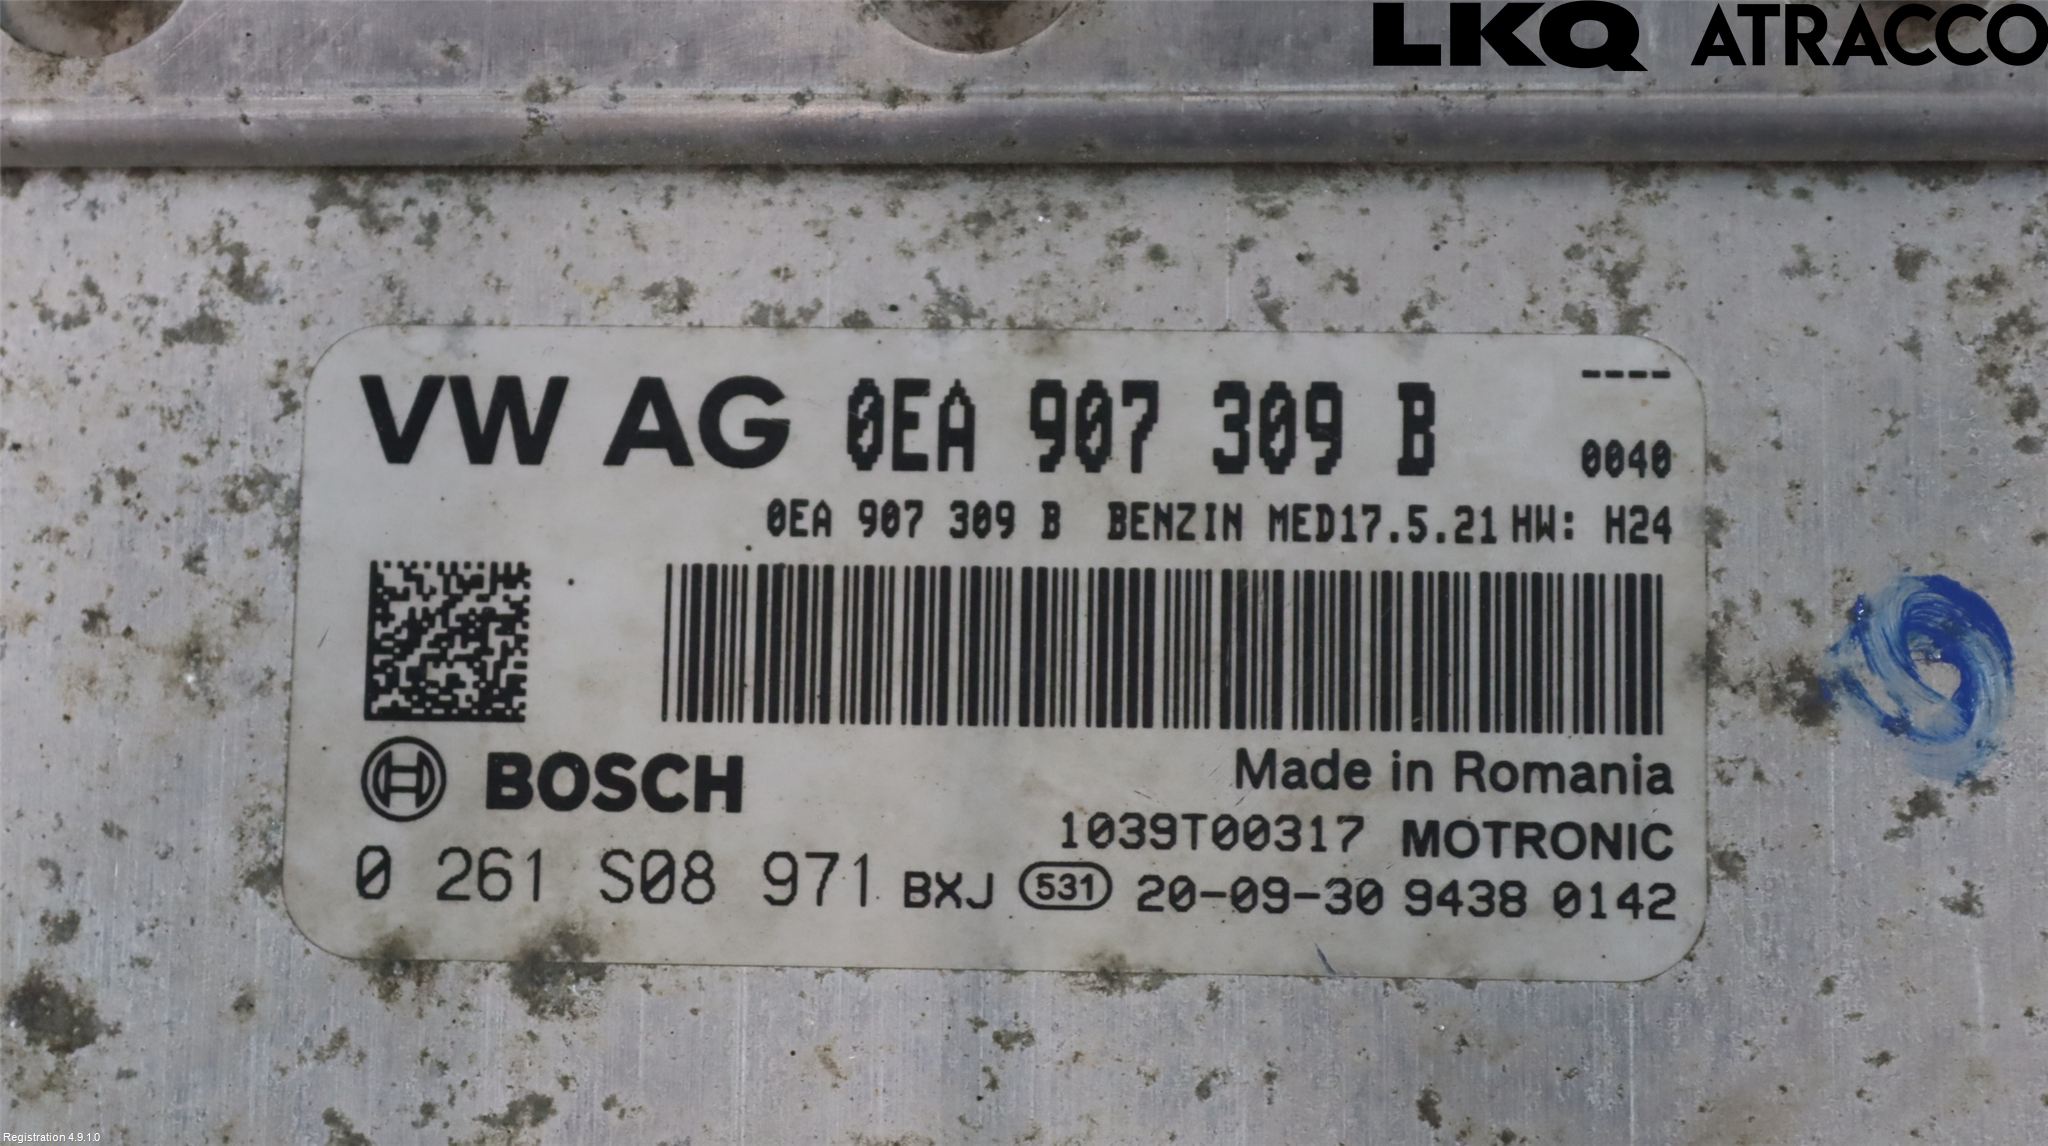 LKQ ATRACCO
VW AG 0EA 907 309 B
----
0040
0EA 907 309 B BENZIN MED17.5.21 HW: H24
BOSCH
Made in Romania
1039T00317 MOTRONIC
0 261 S08 971 BXJ 531 20-09-30 9438 0142
Registration 4.9.1.0